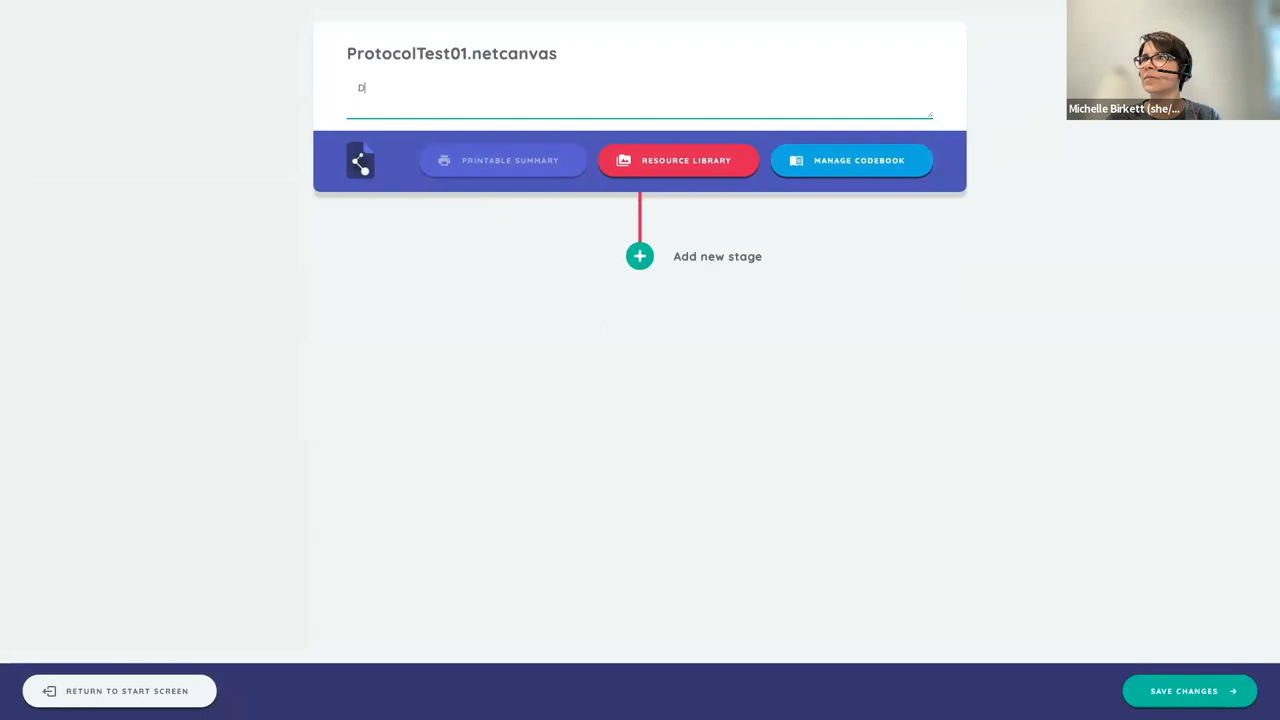 ProtocolTest01.netcanvas
D
PRINTABLE SUMMARY
RESOURCE LIBRARY
MANAGE CODEBOOK
Add new stage
Michelle Birkett (she/...
RETURN TO START SCREEN
SAVE CHANGES